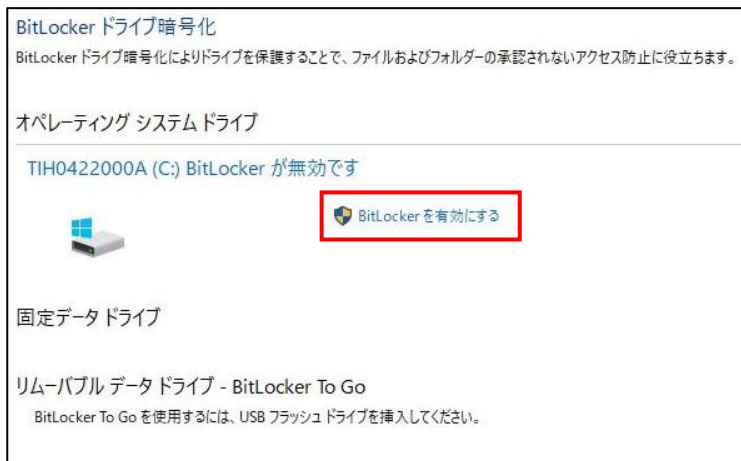 BitLocker ドライブ暗号化
BitLocker ドライブ暗号化によりドライブを保護することで、ファイルおよびフォルダーの承認されないアクセス防止に役立ちます。
オペレーティング システム ドライブ
TIH0422000A (C:) BitLocker が無効です
BitLocker を有効にする
固定データ ドライブ
リムーバブル データ ドライブ - BitLocker To Go
BitLocker To Go を使用するには、USB フラッシュ ドライブを挿入してください。